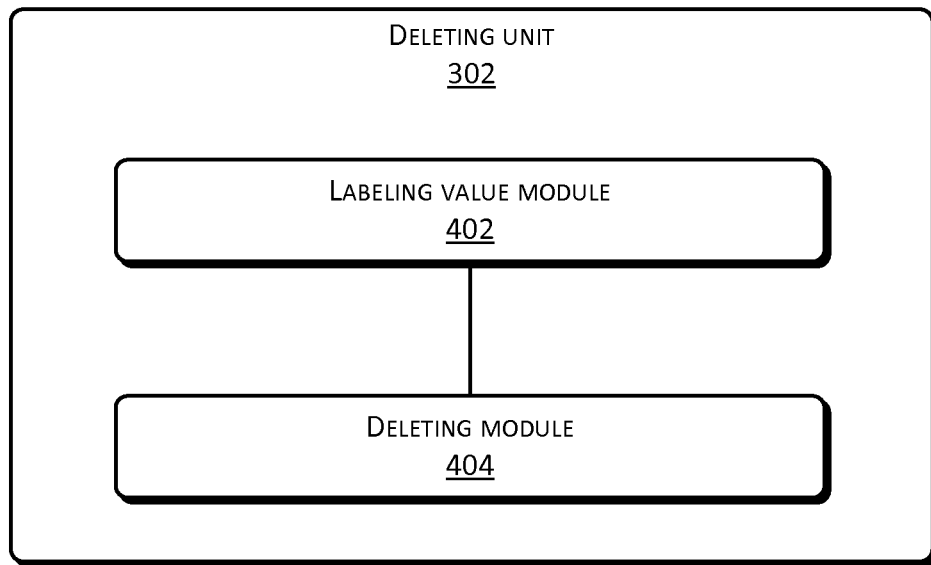 DELETING UNIT
302
LABELING VALUE MODULE
402
DELETING MODULE
404